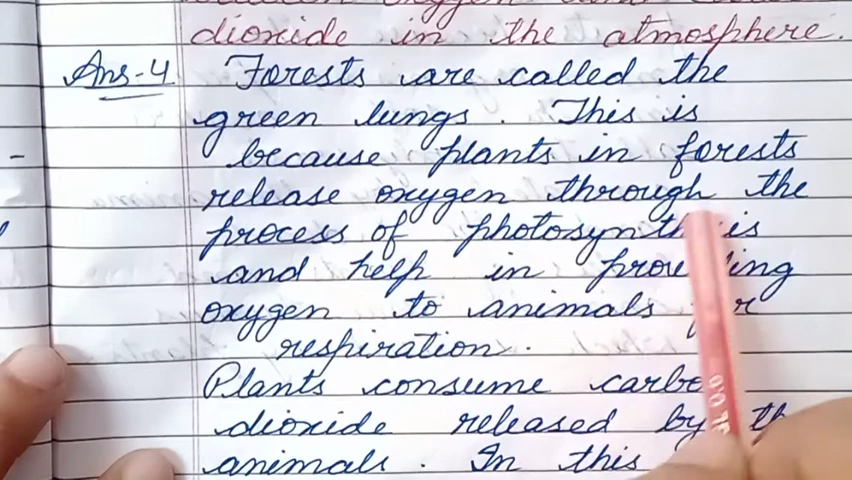 dioxide in the atmosphere.
Ans-4 Forests are called the
green lungs. This is
because plants in forests
release oxygen through the
process of
and help in
oxygen to animals
respiration.
Plants consume
dioxide released by
animals. In this